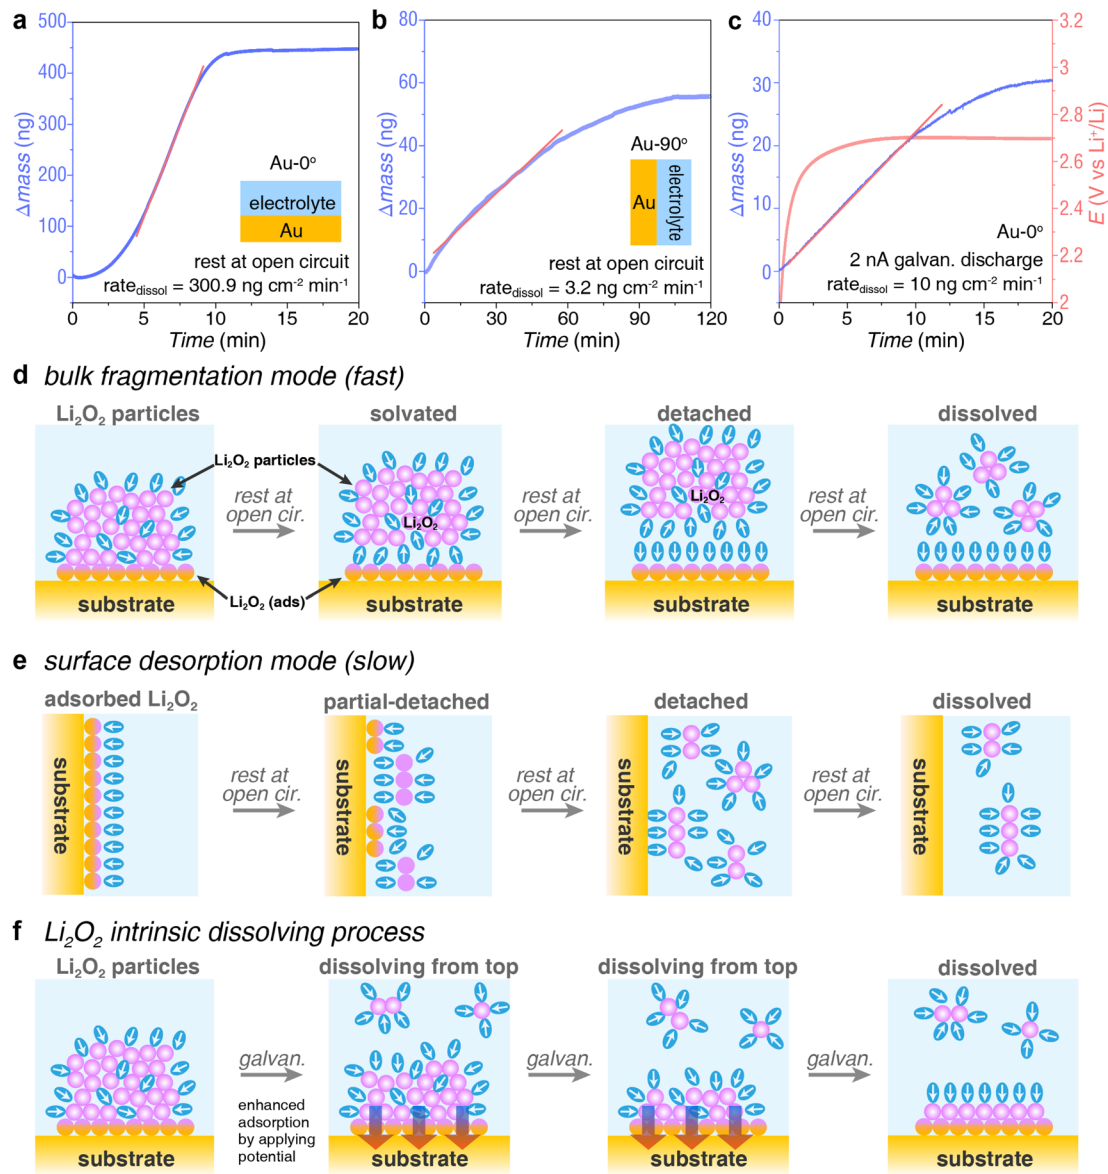 a
500
400
300
200
100
0
Δmass (ng)
0 5 10 15 20
Time (min)
Au-0°
electrolyte
Au
rest at open circuit
rate_dissol = 300.9 ng cm⁻² min⁻¹
b
80
60
40
20
0
Δmass (ng)
0 30 60 90 120
Time (min)
Au-90°
Au
electrolyte
rest at open circuit
rate_dissol = 3.2 ng cm⁻² min⁻¹
c
40
30
20
10
0
Δmass (ng)
0 5 10 15 20
Time (min)
3.2
3
2.8
2.6
2.4
2.2
2
E (V vs Li⁺/Li)
Au-0°
2 nA galvan. discharge
rate_dissol = 10 ng cm⁻² min⁻¹
d bulk fragmentation mode (fast)
Li₂O₂ particles
solvated
detached
dissolved
Li₂O₂ particles
rest at
open cir.
rest at
open cir.
rest at
open cir.
Li₂O₂
Li₂O₂
Li₂O₂ (ads)
substrate
substrate
substrate
substrate
e surface desorption mode (slow)
adsorbed Li₂O₂
partial-detached
detached
dissolved
substrate
rest at
open cir.
substrate
rest at
open cir.
substrate
rest at
open cir.
substrate
f Li₂O₂ intrinsic dissolving process
Li₂O₂ particles
dissolving from top
dissolving from top
dissolved
galvan.
galvan.
galvan.
enhanced
adsorption
by applying
potential
substrate
substrate
substrate
substrate